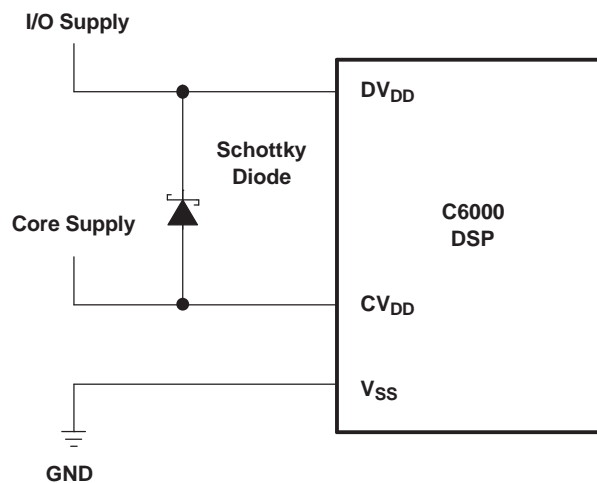 I/O Supply
DVDD
Schottky
Diode
C6000
DSP
Core Supply
CVDD
VSS
GND